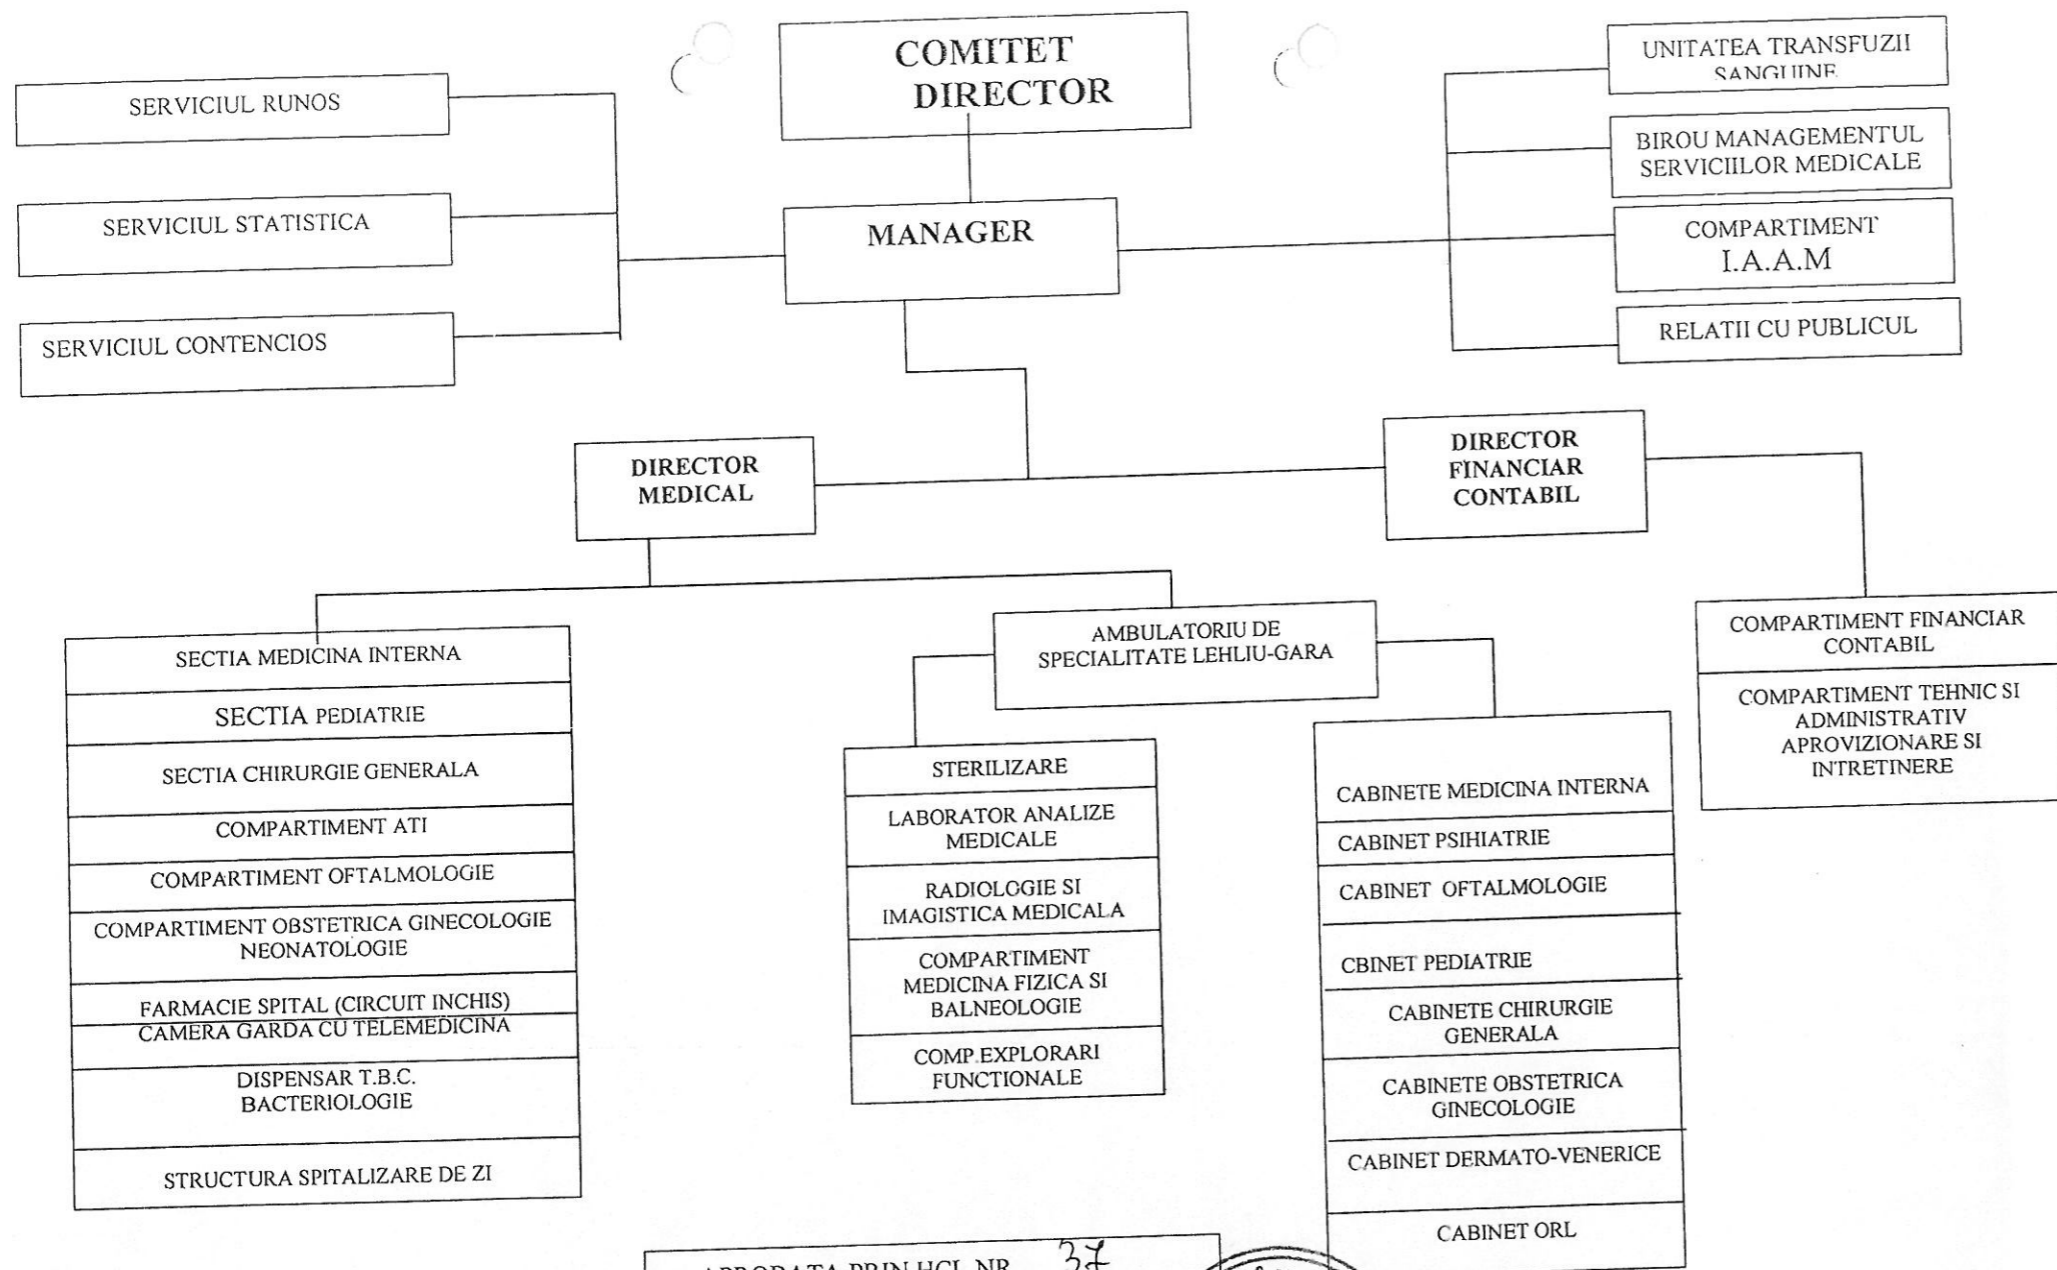 COMITET
DIRECTOR
SERVICIUL RUNOS
SERVICIUL STATISTICA
SERVICIUL CONTENCIOS
MANAGER
UNITATEA TRANSFUZII
SANGUINE
BIROU MANAGEMENTUL
SERVICIILOR MEDICALE
COMPARTIMENT
I.A.A.M
RELATII CU PUBLICUL
DIRECTOR
MEDICAL
DIRECTOR
FINANCIAR
CONTABIL
SECTIA MEDICINA INTERNA
SECTIA PEDIATRIE
SECTIA CHIRURGIE GENERALA
COMPARTIMENT ATI
COMPARTIMENT OFTALMOLOGIE
COMPARTIMENT OBSTETRICA GINECOLOGIE
NEONATOLOGIE
FARMACIE SPITAL (CIRCUIT INCHIS)
CAMERA GARDA CU TELEMEDICINA
DISPENSAR T.B.C.
BACTERIOLOGIE
STRUCTURA SPITALIZARE DE ZI
AMBULATORIU DE
SPECIALITATE LEHLIU-GARA
STERILIZARE
LABORATOR ANALIZE
MEDICALE
RADIOLOGIE SI
IMAGISTICA MEDICALA
COMPARTIMENT
MEDICINA FIZICA SI
BALNEOLOGIE
COMP.EXPLORARI
FUNCTIONALE
CABINETE MEDICINA INTERNA
CABINET PSIHIATRIE
CABINET OFTALMOLOGIE
CBINET PEDIATRIE
CABINETE CHIRURGIE
GENERALA
CABINETE OBSTETRICA
GINECOLOGIE
CABINET DERMATO-VENERICE
CABINET ORL
COMPARTIMENT FINANCIAR
CONTABIL
COMPARTIMENT TEHNIC SI
ADMINISTRATIV
APROVIZIONARE SI
INTRETINERE
APROBATA PRIN HCL NR. 37